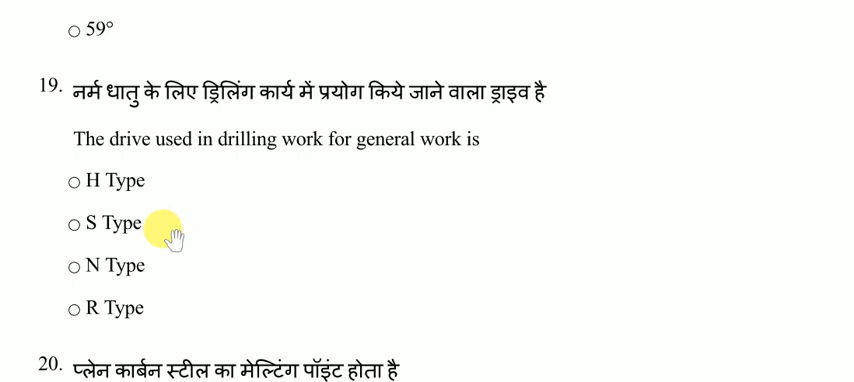 59°
19. नर्म धातु के लिए ड्रिलिंग कार्य में प्रयोग किये जाने वाला ड्राइव है
The drive used in drilling work for general work is
H Type
S Type
N Type
R Type
20. प्लेन कार्बन स्टील का मेल्टिंग पॉइंट होता है